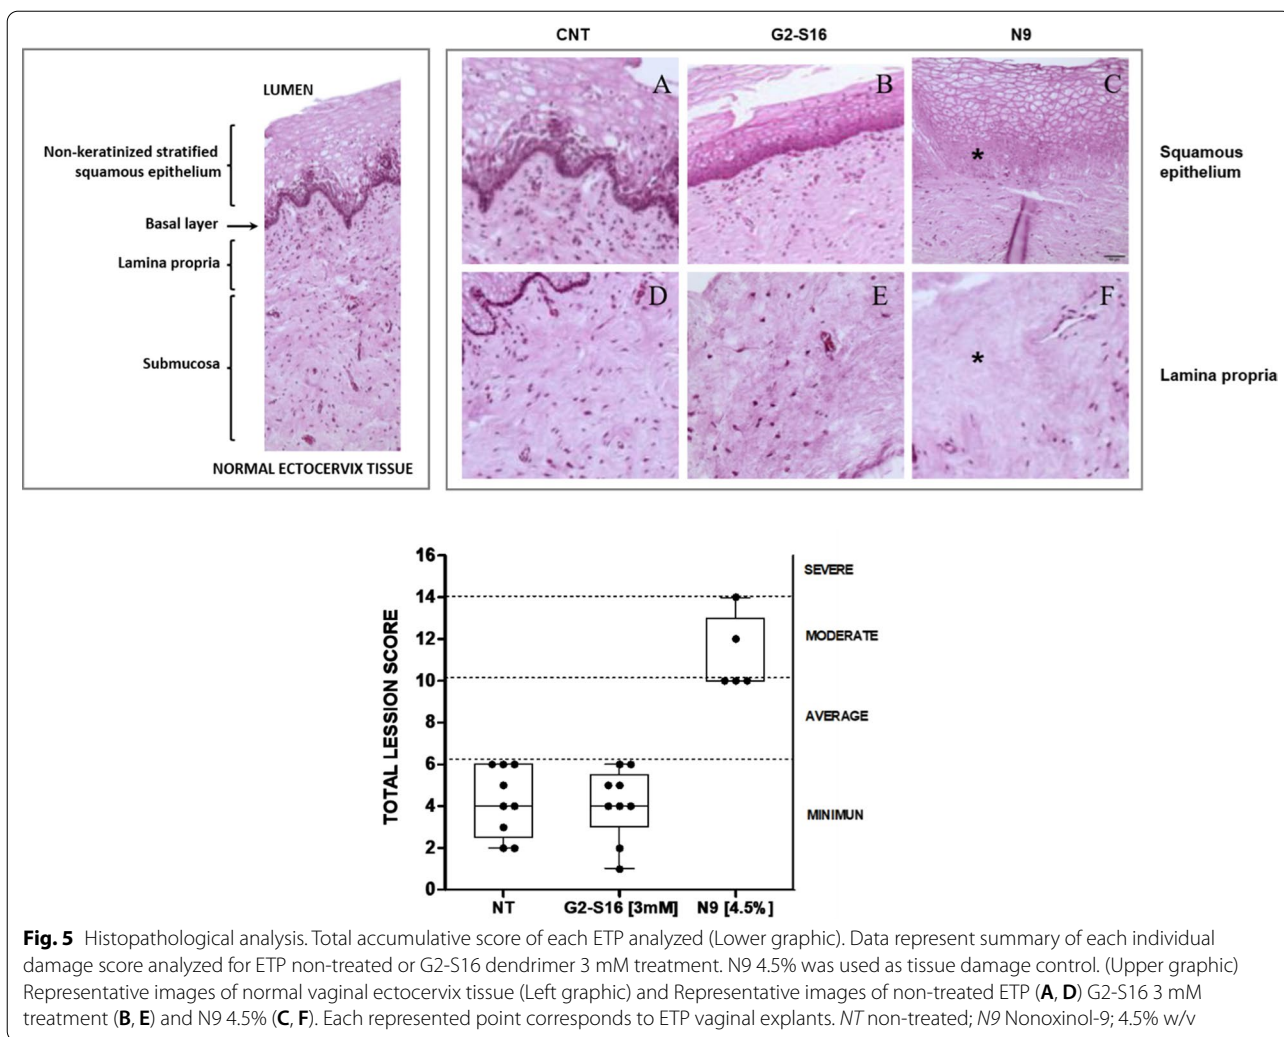 CNT G2-S16 N9
LUMEN
Non-keratinized stratified
squamous epithelium
Basal layer
Lamina propria
Submucosa
NORMAL ECTOCERVIX TISSUE
A B C
Squamous
epithelium
*
D E F
*
Lamina propria
TOTAL LESSION SCORE
16
14
12
10
8
6
4
2
0
SEVERE
MODERATE
AVERAGE
MINIMUN
NT G2-S16 [3mM] N9 [4.5%]
Fig. 5 Histopathological analysis. Total accumulative score of each ETP analyzed (Lower graphic). Data represent summary of each individual
damage score analyzed for ETP non-treated or G2-S16 dendrimer 3 mM treatment. N9 4.5% was used as tissue damage control. (Upper graphic)
Representative images of normal vaginal ectocervix tissue (Left graphic) and Representative images of non-treated ETP (A, D) G2-S16 3 mM
treatment (B, E) and N9 4.5% (C, F). Each represented point corresponds to ETP vaginal explants. NT non-treated; N9 Nonoxinol-9; 4.5% w/v